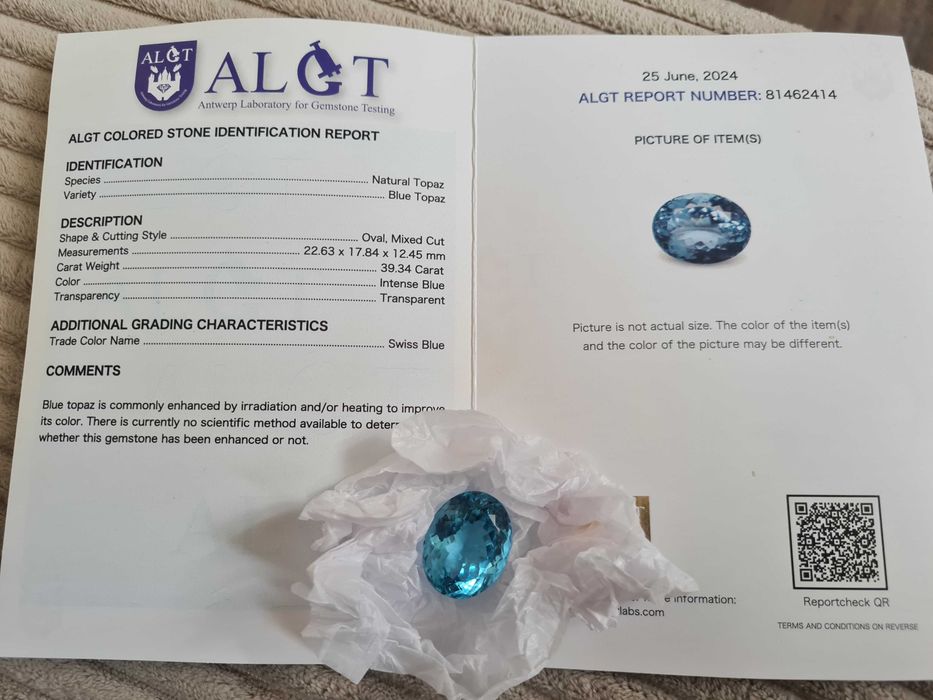 ALGT
ALGT
Antwerp Laboratory for Gemstone Testing
ALGT COLORED STONE IDENTIFICATION REPORT
IDENTIFICATION
Species ........ Natural Topaz
Variety ........ Blue Topaz
DESCRIPTION
Shape & Cutting Style ........ Oval, Mixed Cut
Measurements ........ 22.63 x 17.84 x 12.45 mm
Carat Weight ........ 39.34 Carat
Color ........ Intense Blue
Transparency ........ Transparent
ADDITIONAL GRADING CHARACTERISTICS
Trade Color Name ........ Swiss Blue
COMMENTS
Blue topaz is commonly enhanced by irradiation and/or heating to improve
its color. There is currently no scientific method available to deter
whether this gemstone has been enhanced or not.
25 June, 2024
ALGT REPORT NUMBER: 81462414
PICTURE OF ITEM(S)
Picture is not actual size. The color of the item(s)
and the color of the picture may be different.
information:
labs.com
Reportcheck QR
TERMS AND CONDITIONS ON REVERSE